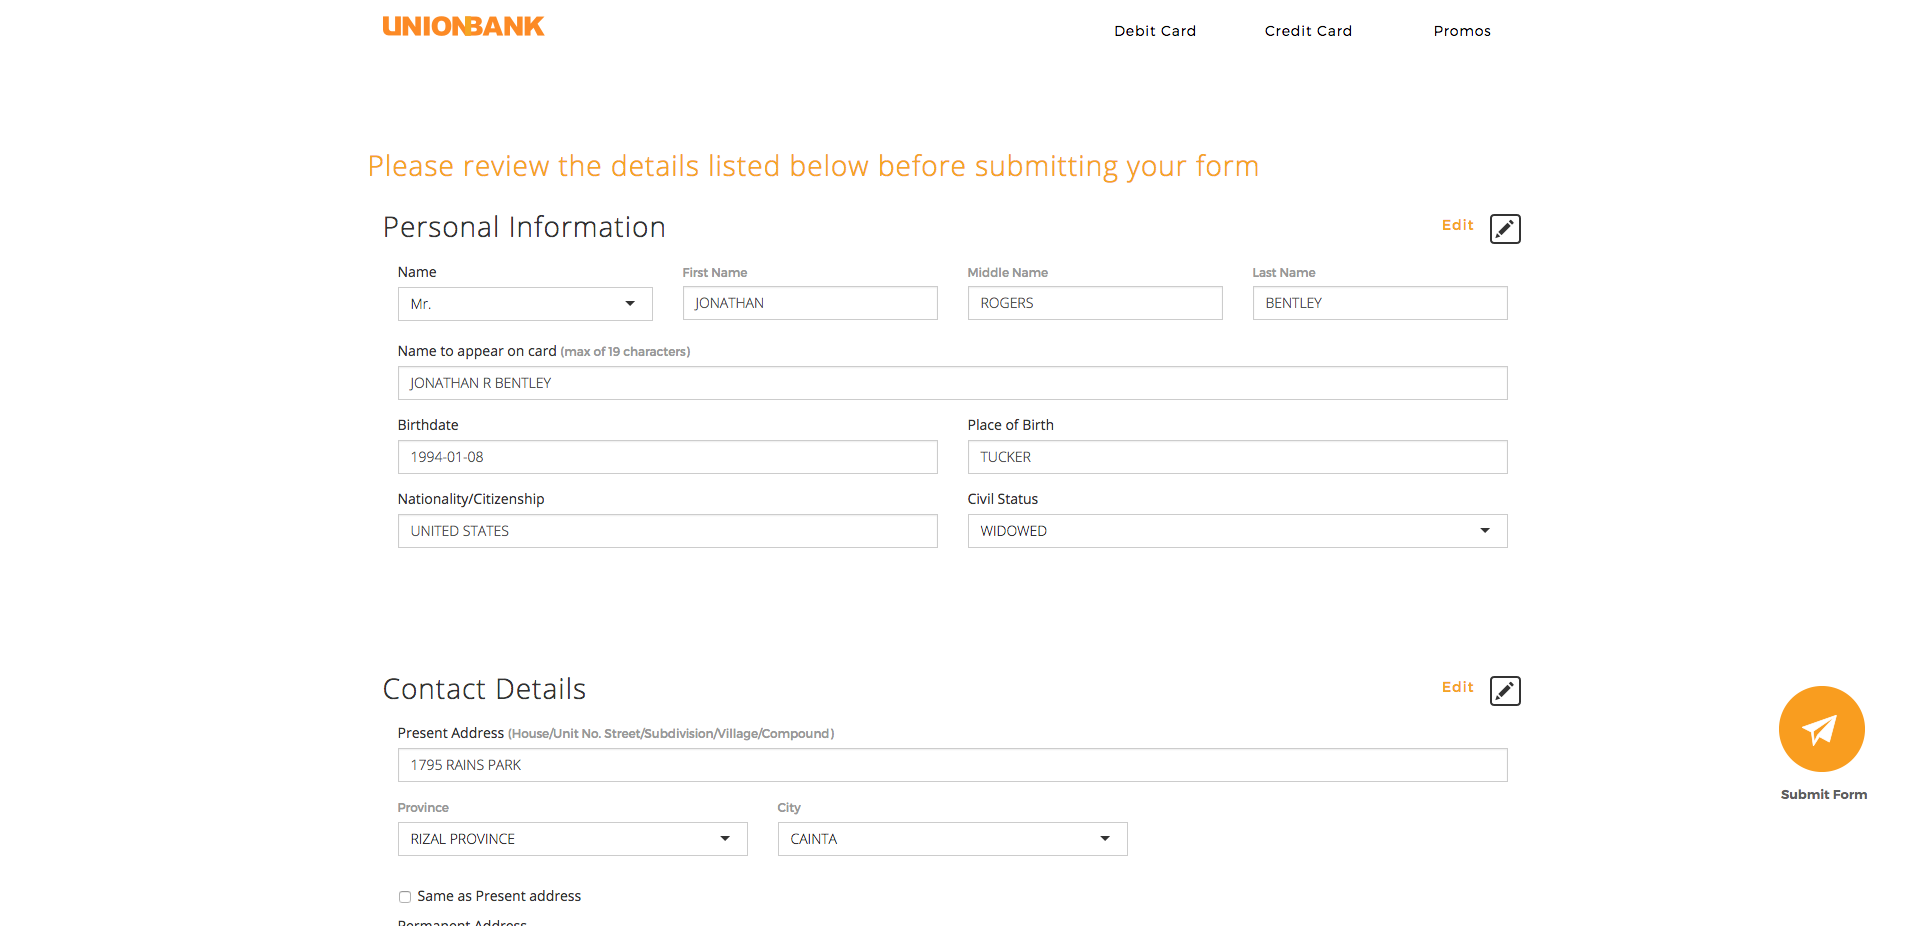 UNIONBANK
Debit Card Credit Card Promos
Please review the details listed below before submitting your form
Personal Information Edit
Name First Name Middle Name Last Name
Mr. JONATHAN ROGERS BENTLEY
Name to appear on card (max of 19 characters)
JONATHAN R BENTLEY
Birthdate Place of Birth
1994-01-08 TUCKER
Nationality/Citizenship Civil Status
UNITED STATES WIDOWED
Contact Details Edit
Present Address (House/Unit No. Street/Subdivision/Village/Compound)
1795 RAINS PARK
Submit Form
Province City
RIZAL PROVINCE CAINTA
Same as Present address
Permanent Address